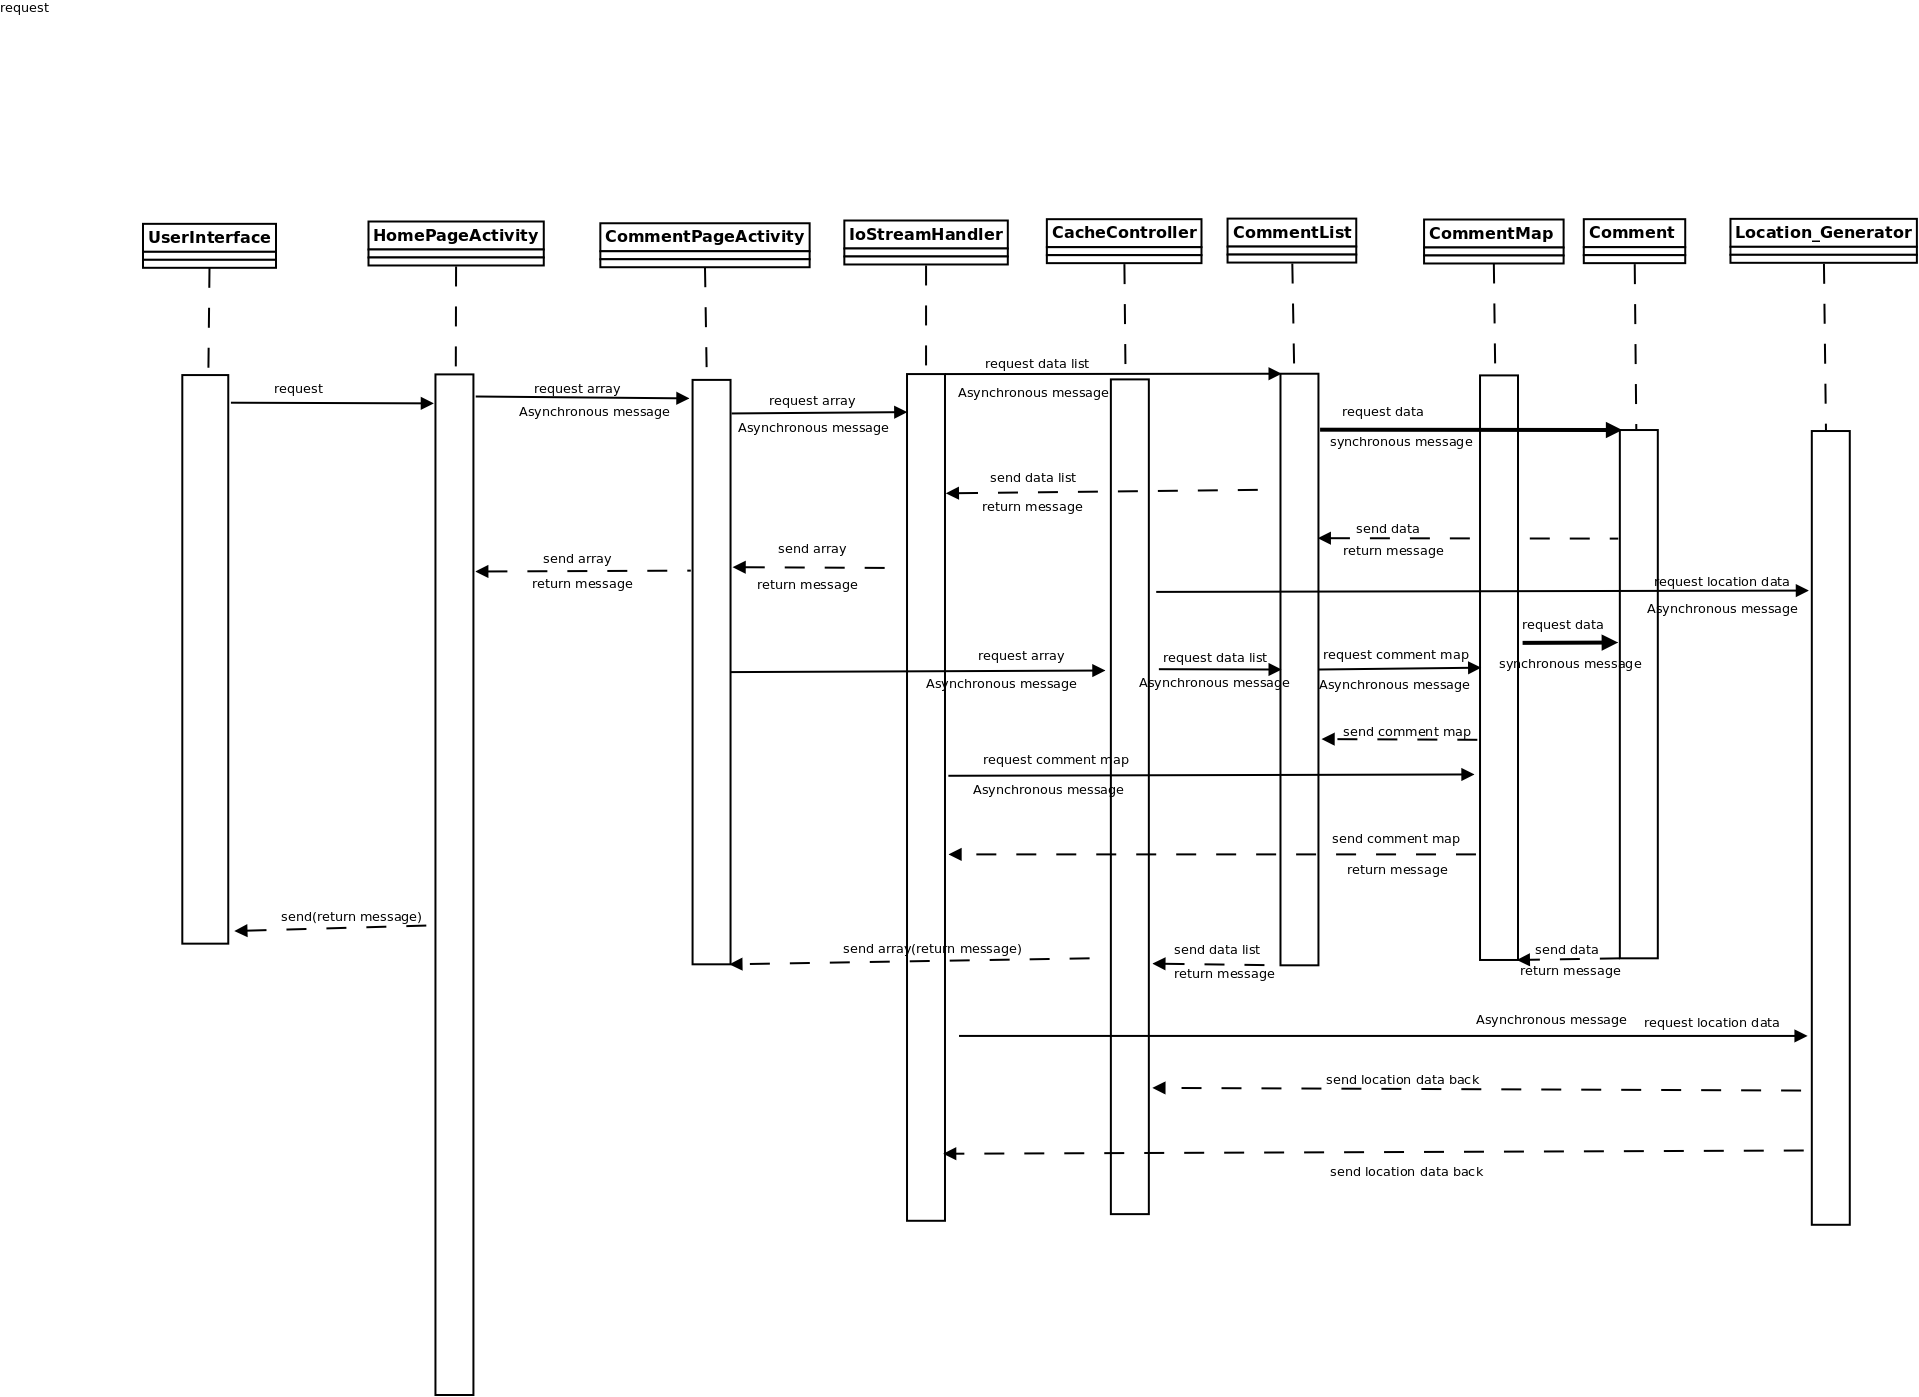 request
UserInterface
HomePageActivity
CommentPageActivity
IoStreamHandler
CacheController
CommentList
CommentMap
Comment
Location_Generator
request data list
request
request array
Asynchronous message
request array
Asynchronous message
Asynchronous message
request data
synchronous message
send data list
return message
send data
return message
send array
return message
send array
return message
request location data
Asynchronous message
request data
synchronous message
request array
Asynchronous message
request data list
Asynchronous message
request comment map
Asynchronous message
send comment map
request comment map
Asynchronous message
send comment map
return message
send(return message)
send array(return message)
send data list
return message
send data
return message
Asynchronous message
request location data
send location data back
send location data back